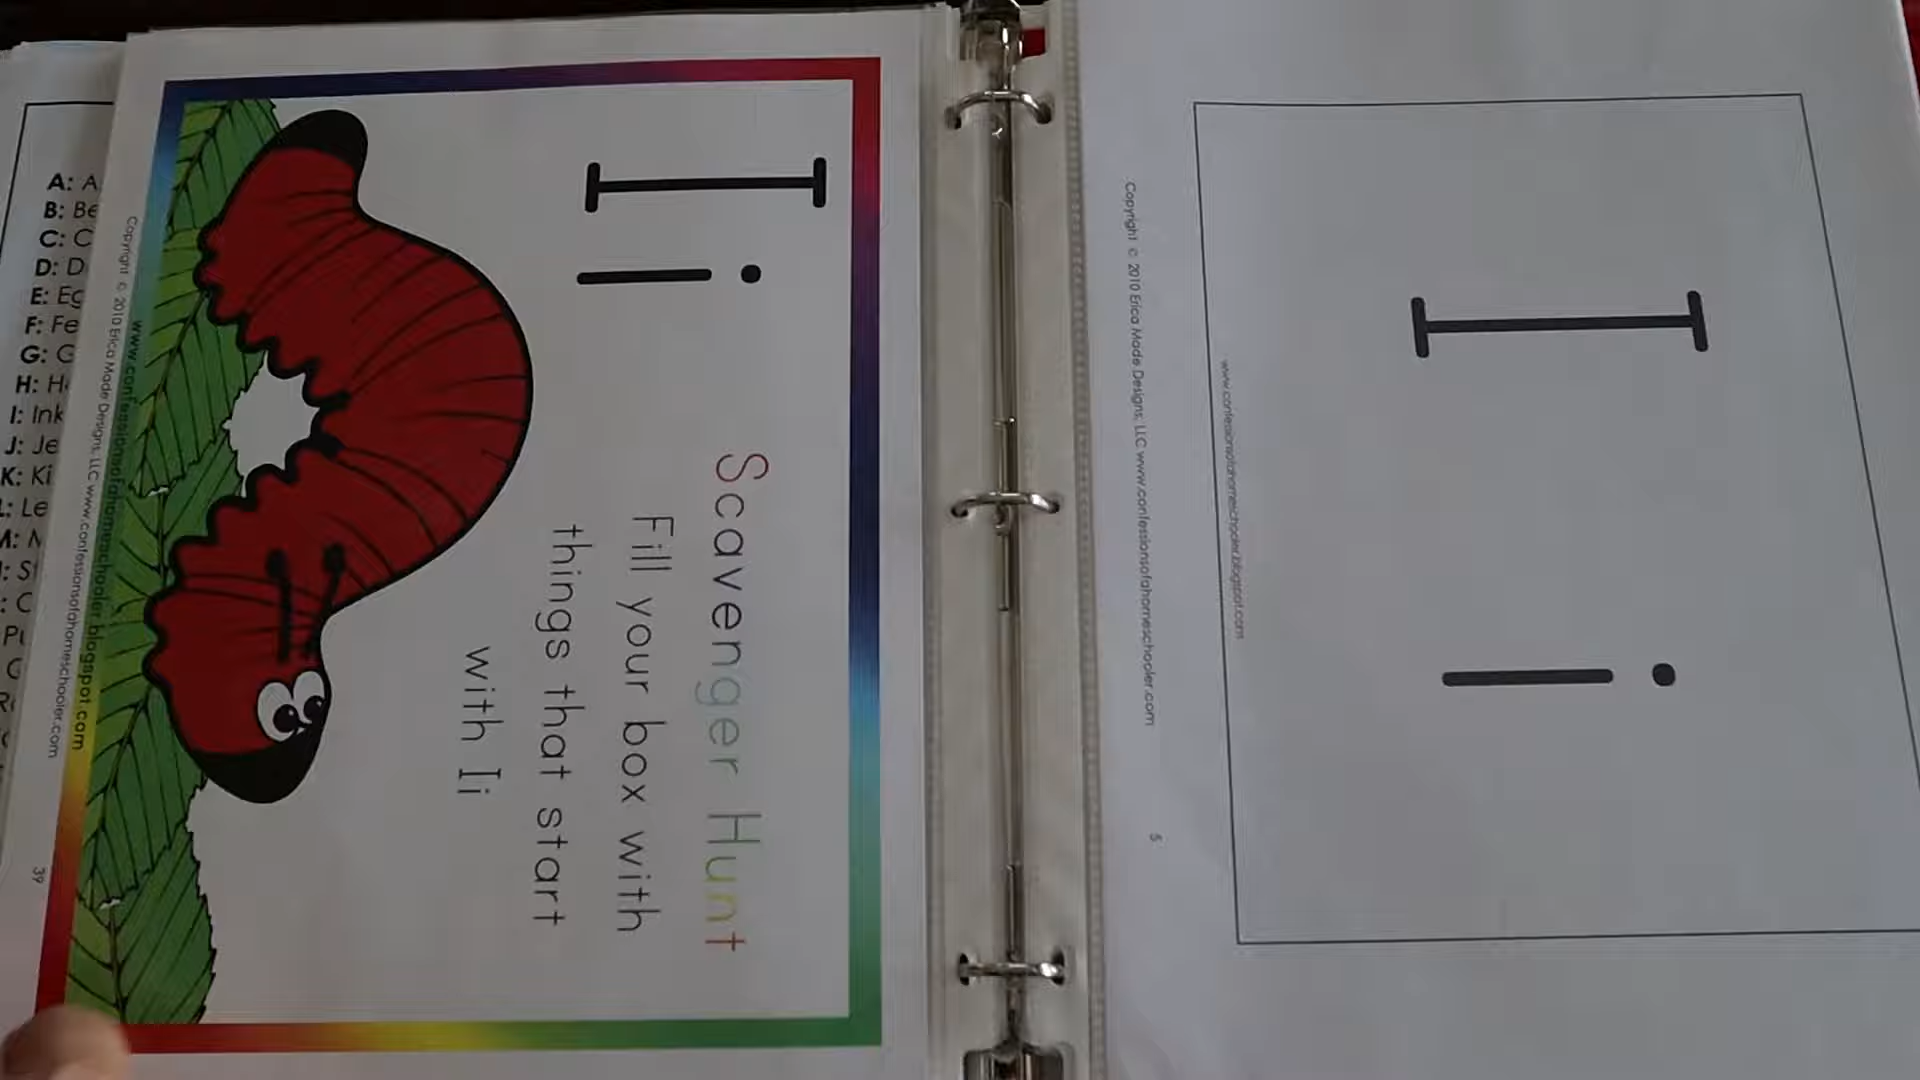 A: A
B: Be
C: C
D: D
E: Eg
F: Fe
G: G
H: H
I: Ink
J: Je
K: Ki
L: Le
M: M
Ii
Scavenger Hunt
Fill your box with
things that start
with Ii
www.confessionsofahomeschooler.blogspot.com
Copyright © 2010 Erica Made Designs, LLC www.confessionsofahomeschooler.com
39
I i
www.confessionsofahomeschooler.blogspot.com
Copyright © 2010 Erica Made Designs, LLC www.confessionsofahomeschooler.com
5